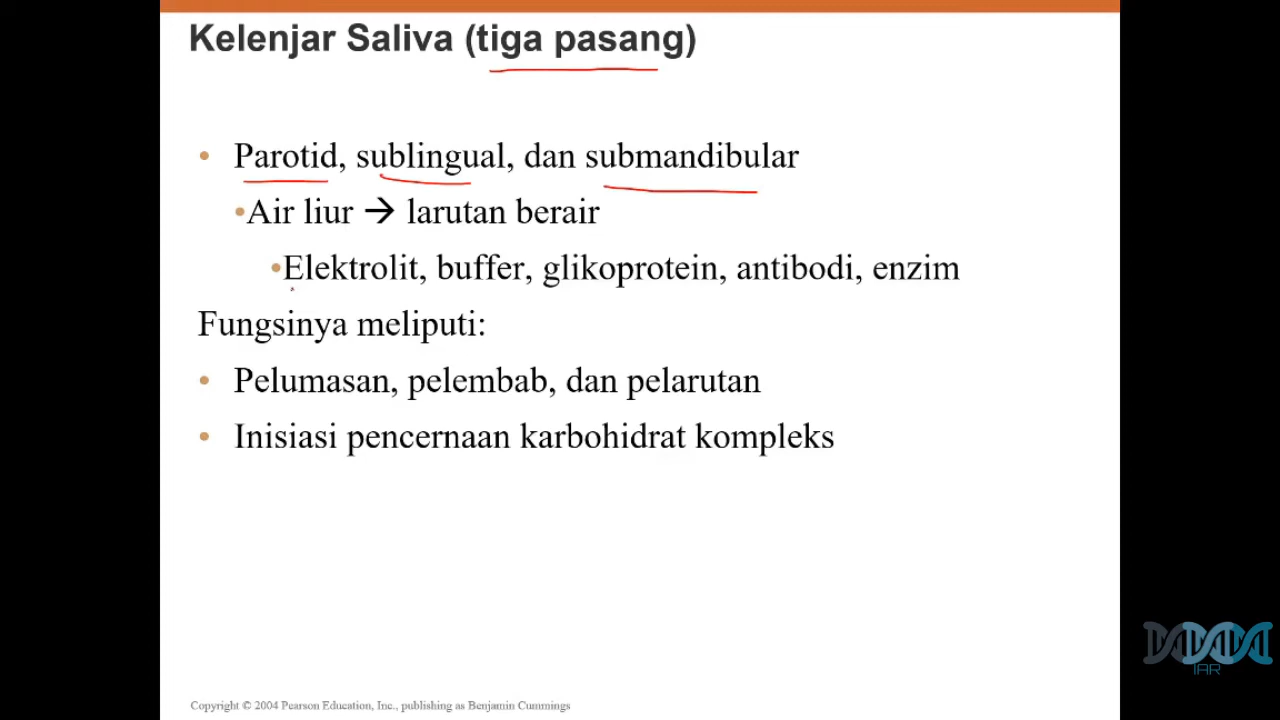 Kelenjar Saliva (tiga pasang)
• Parotid, sublingual, dan submandibular
•Air liur → larutan berair
•Elektrolit, buffer, glikoprotein, antibodi, enzim
Fungsinya meliputi:
• Pelumasan, pelembab, dan pelarutan
• Inisiasi pencernaan karbohidrat kompleks
IAR
Copyright © 2004 Pearson Education, Inc., publishing as Benjamin Cummings